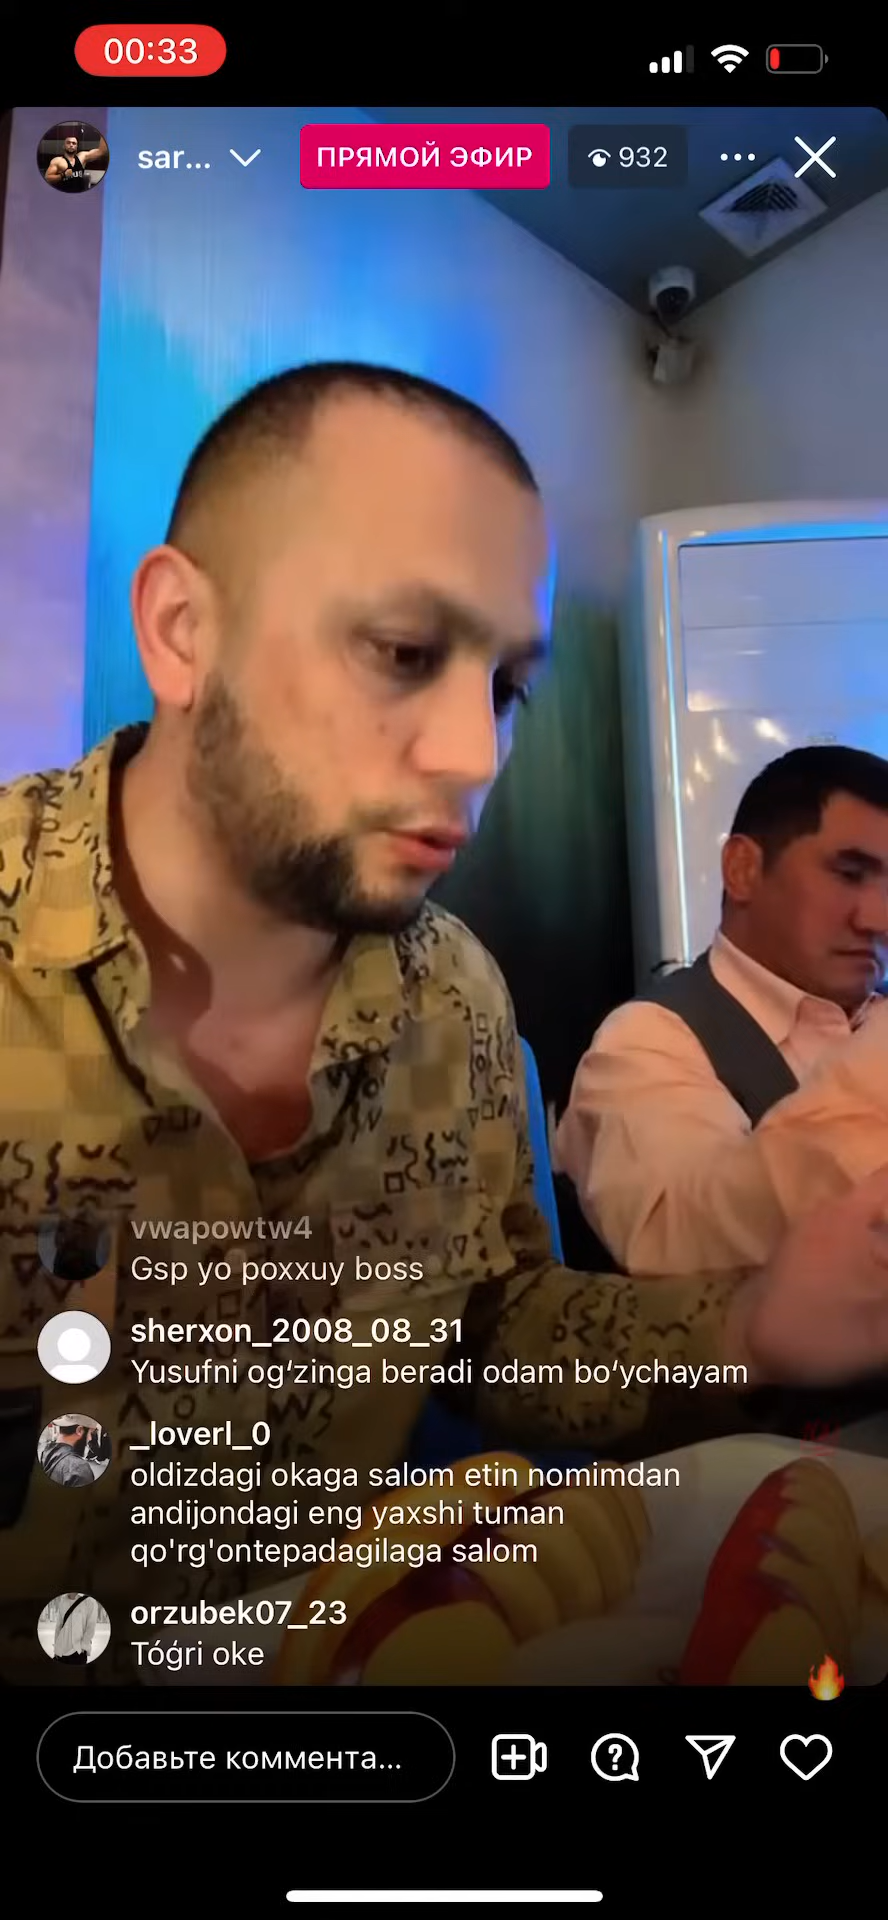 00:33
sar...
ПРЯМОЙ ЭФИР
932
vwapowtw4
Gsp yo poxxuy boss
sherxon_2008_08_31
Yusufni og‘zinga beradi odam bo‘ychayam
_loverl_0
oldizdagi okaga salom etin nomimdan
andijondagi eng yaxshi tuman
qo'rg'ontepadagilaga salom
orzubek07_23
Tóǵri oke
Добавьте коммента...